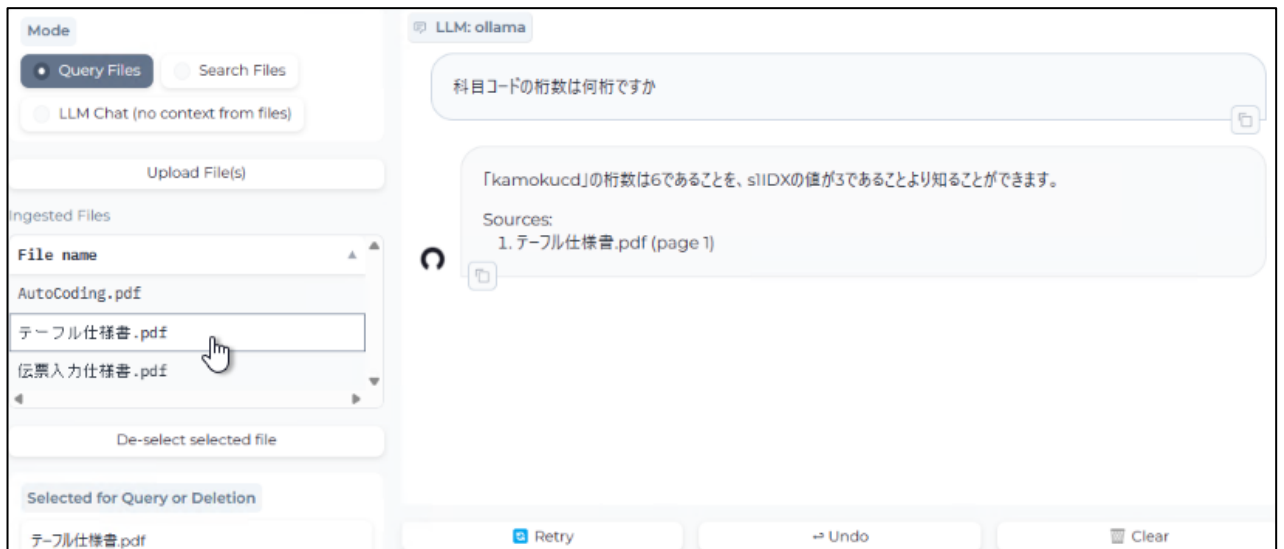 Mode
Query Files
Search Files
LLM Chat (no context from files)
Upload File(s)
Ingested Files
File name
AutoCoding.pdf
テーフル仕様書.pdf
伝票入力仕様書.pdf
De-select selected file
Selected for Query or Deletion
テーフル仕様書.pdf
LLM: ollama
科目コードの桁数は何桁ですか
「kamokucd」の桁数は6であることを、s1IDXの値が3であることより知ることができます。
Sources:
1. テーフル仕様書.pdf (page 1)
Retry
Undo
Clear